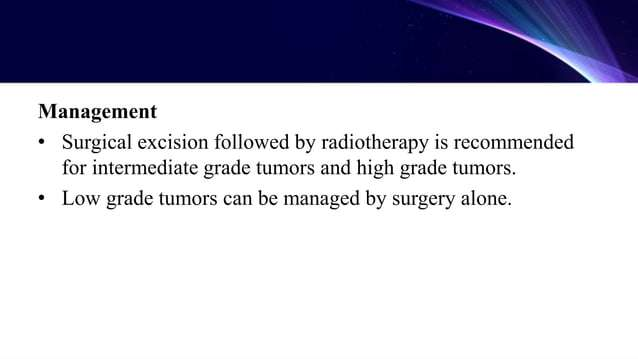 Management
• Surgical excision followed by radiotherapy is recommended
for intermediate grade tumors and high grade tumors.
• Low grade tumors can be managed by surgery alone.